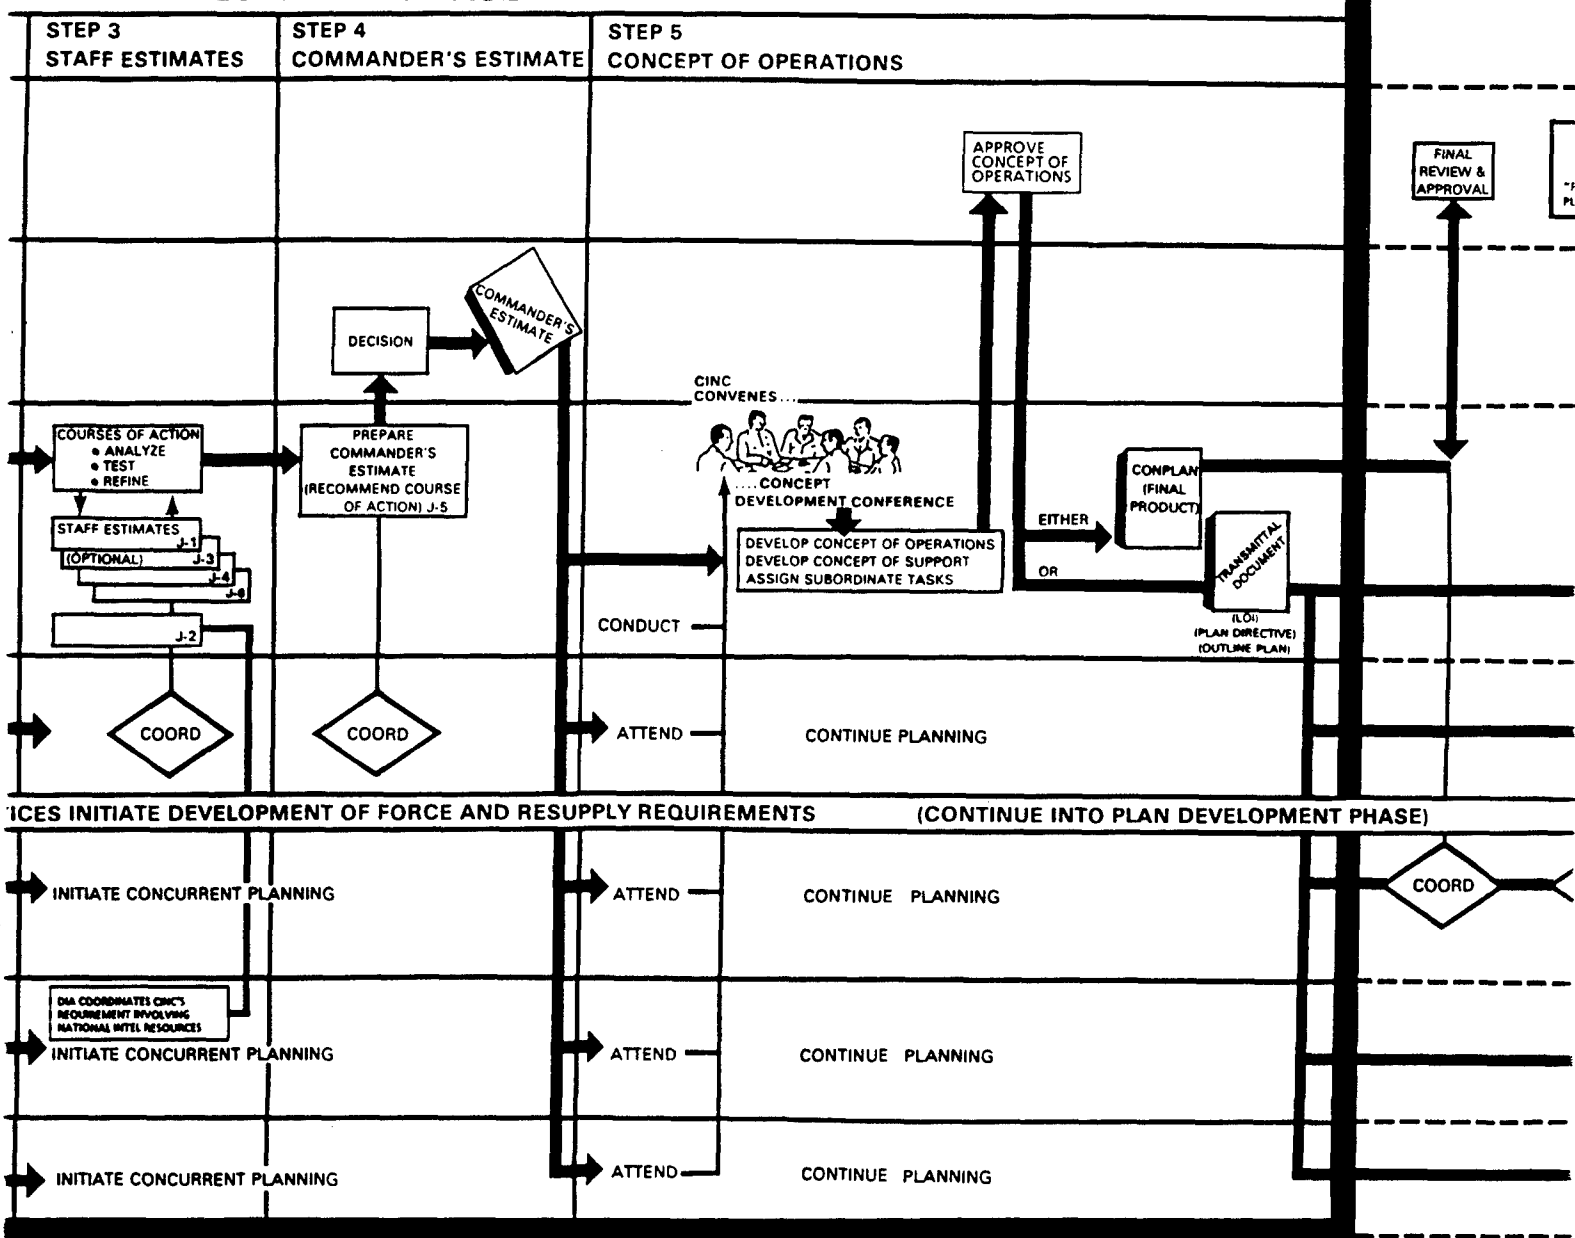 STEP 3
STAFF ESTIMATES
STEP 4
COMMANDER'S ESTIMATE
STEP 5
CONCEPT OF OPERATIONS
APPROVE
CONCEPT OF
OPERATIONS
FINAL
REVIEW &
APPROVAL
DECISION
COMMANDER'S
ESTIMATE
CINC
CONVENES...
COURSES OF ACTION
• ANALYZE
• TEST
• REFINE
STAFF ESTIMATES
J-1
(OPTIONAL)
J-3
J-4
J-6
J-2
PREPARE
COMMANDER'S
ESTIMATE
(RECOMMEND COURSE
OF ACTION) J-5
....CONCEPT
DEVELOPMENT CONFERENCE
DEVELOP CONCEPT OF OPERATIONS
DEVELOP CONCEPT OF SUPPORT
ASSIGN SUBORDINATE TASKS
EITHER
OR
CONPLAN
(FINAL
PRODUCT)
TRANSMITTAL
DOCUMENT
(LOI)
(PLAN DIRECTIVE)
(OUTLINE PLAN)
CONDUCT
COORD
COORD
ATTEND
CONTINUE PLANNING
ICES INITIATE DEVELOPMENT OF FORCE AND RESUPPLY REQUIREMENTS (CONTINUE INTO PLAN DEVELOPMENT PHASE)
INITIATE CONCURRENT PLANNING
ATTEND
CONTINUE PLANNING
COORD
DIA COORDINATES CINC'S
REQUIREMENT INVOLVING
NATIONAL INTEL RESOURCES
INITIATE CONCURRENT PLANNING
ATTEND
CONTINUE PLANNING
INITIATE CONCURRENT PLANNING
ATTEND
CONTINUE PLANNING